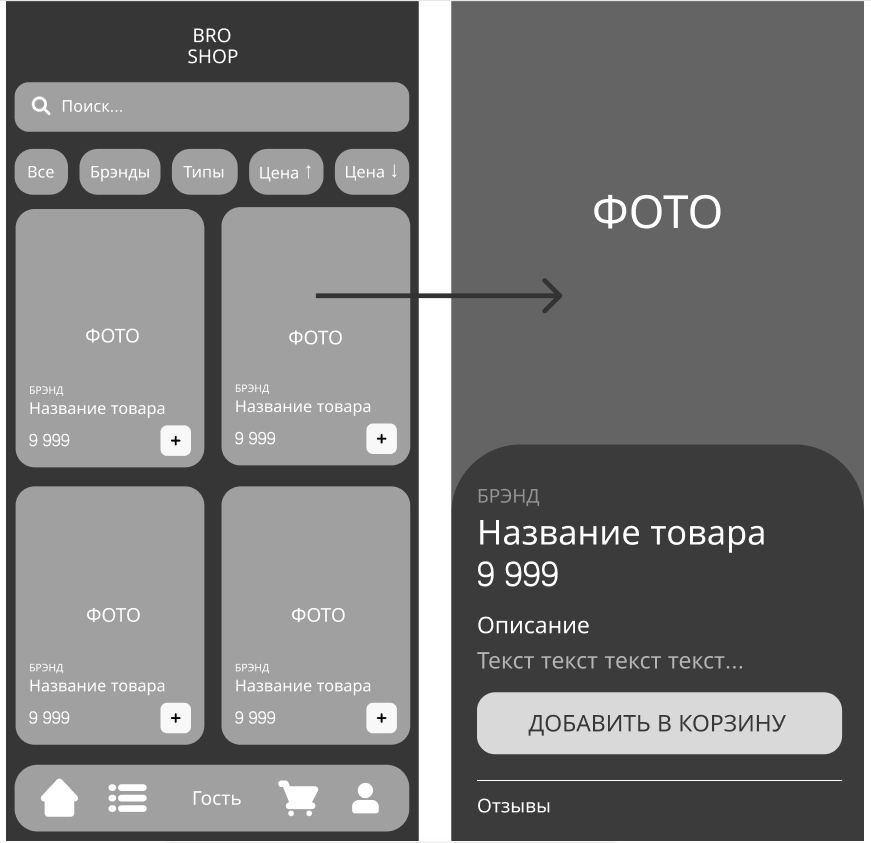 BRO
SHOP
Поиск...
Все Брэнды Типы Цена ↑ Цена ↓
ФОТО
БРЭНД
Название товара
9 999
+
ФОТО
БРЭНД
Название товара
9 999
+
ФОТО
БРЭНД
Название товара
9 999
+
ФОТО
БРЭНД
Название товара
9 999
+
Гость
ФОТО
БРЭНД
Название товара
9 999
Описание
Текст текст текст текст...
ДОБАВИТЬ В КОРЗИНУ
Отзывы